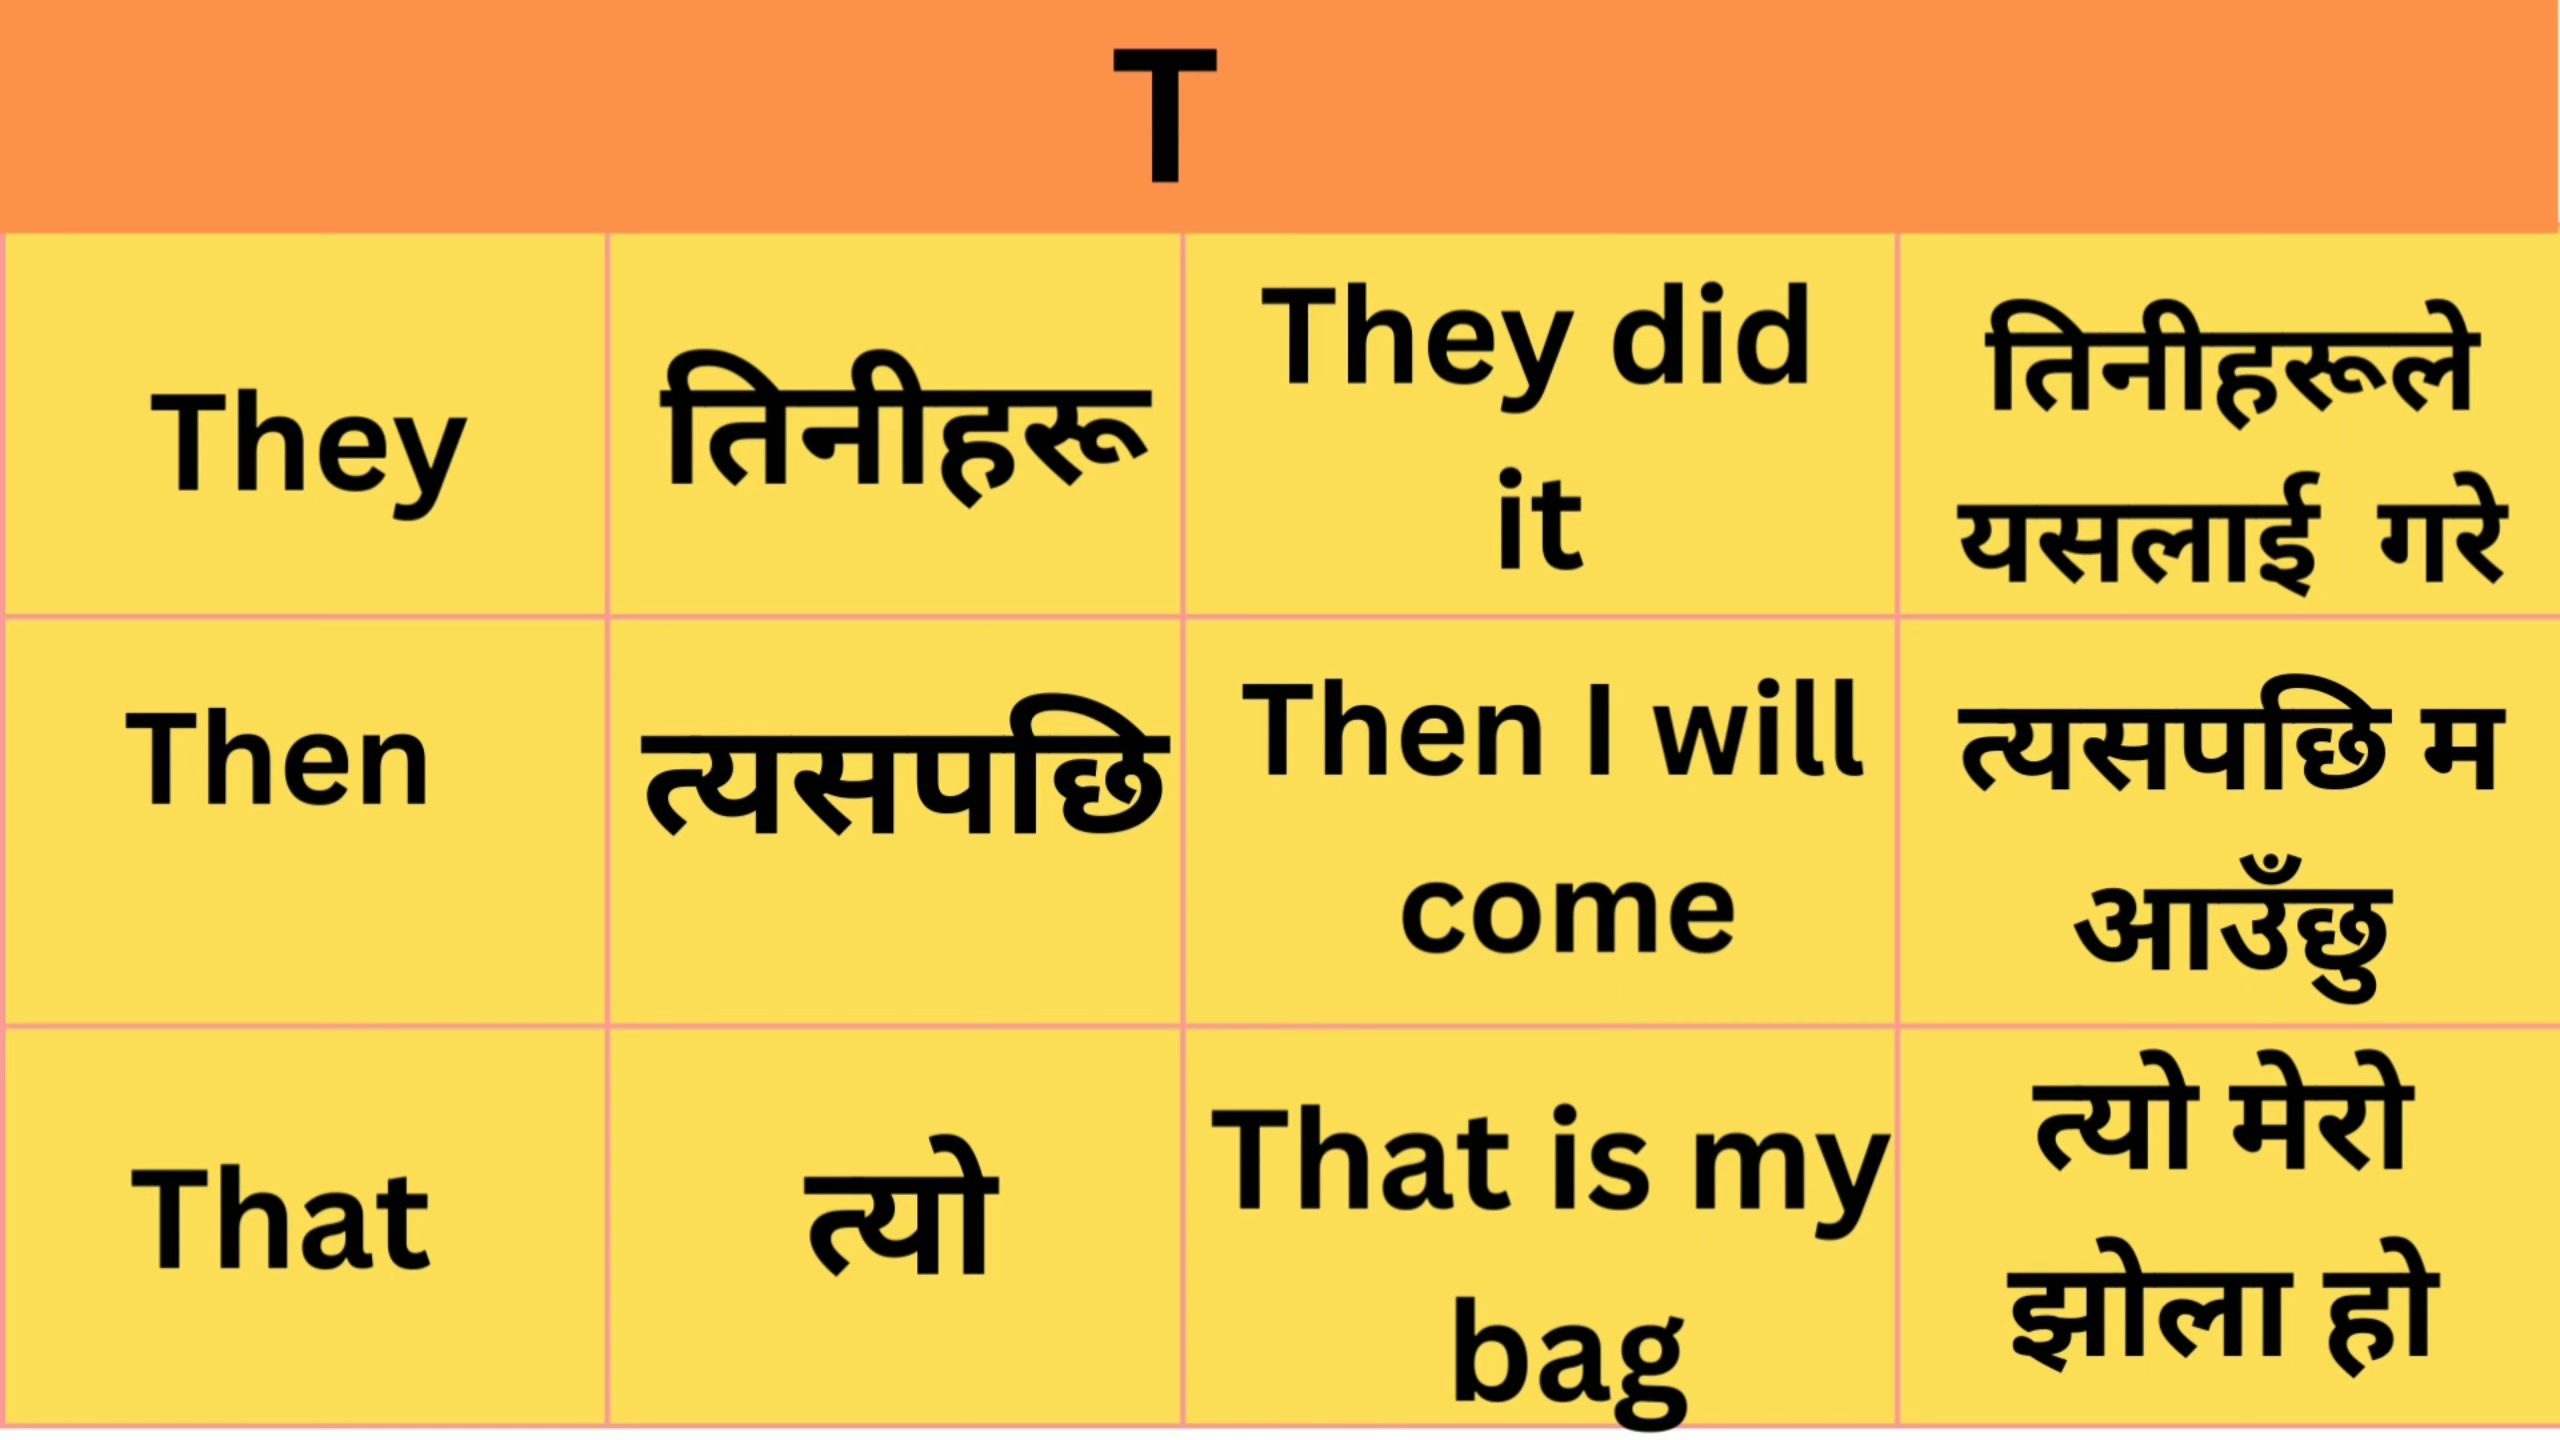 T
They
तिनीहरू
They did
it
तिनीहरूले
यसलाई गरे
Then
त्यसपछि
Then I will
come
त्यसपछि म
आउँछु
That
त्यो
That is my
bag
त्यो मेरो
झोला हो